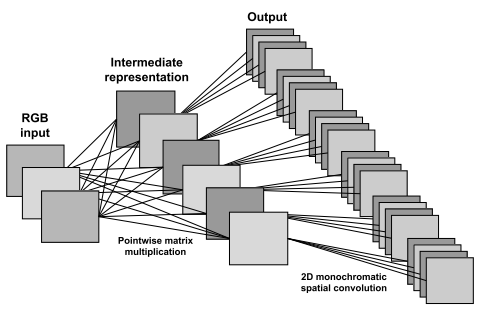 Output
Intermediate
representation
RGB
input
Pointwise matrix
multiplication
2D monochromatic
spatial convolution